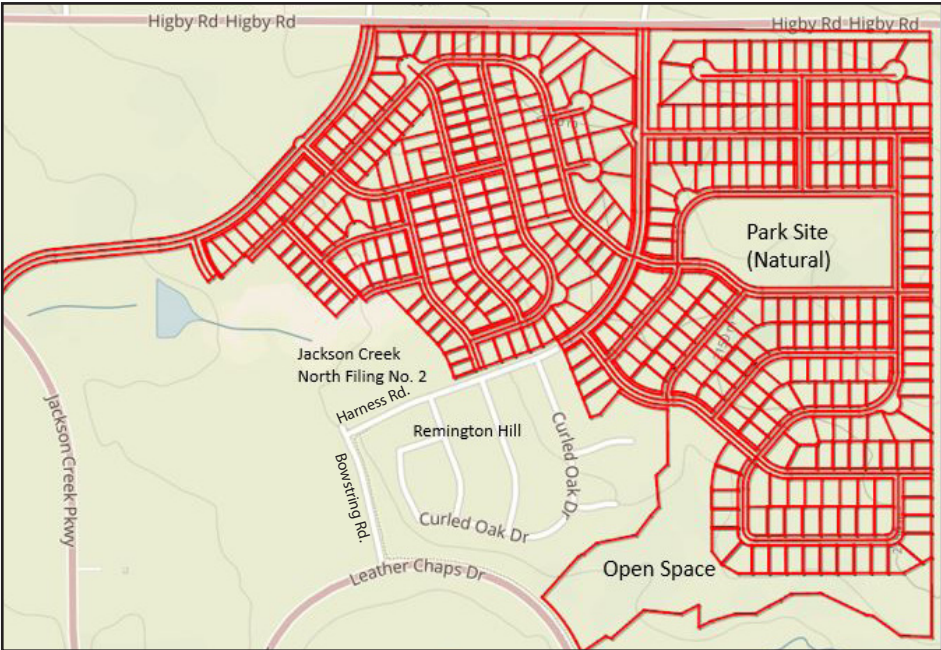 Higby Rd Higby Rd
Higby Rd Higby Rd
Park Site
(Natural)
Jackson Creek
North Filing No. 2
Harness Rd.
Remington Hill
Jackson Creek Pkwy
Bowstring Rd.
Curled Oak Dr
Curled Oak Dr
Leather Chaps Dr
Open Space